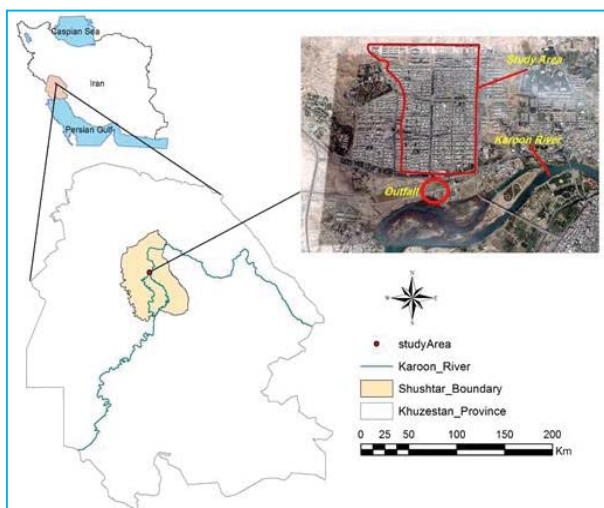 Caspian Sea
Iran
Persian Gulf
Study Area
Karoon River
Outfall
N
W
E
S
studyArea
Karoon_River
Shushtar_Boundary
Khuzestan_Province
0 25 50 100 150 200
Km